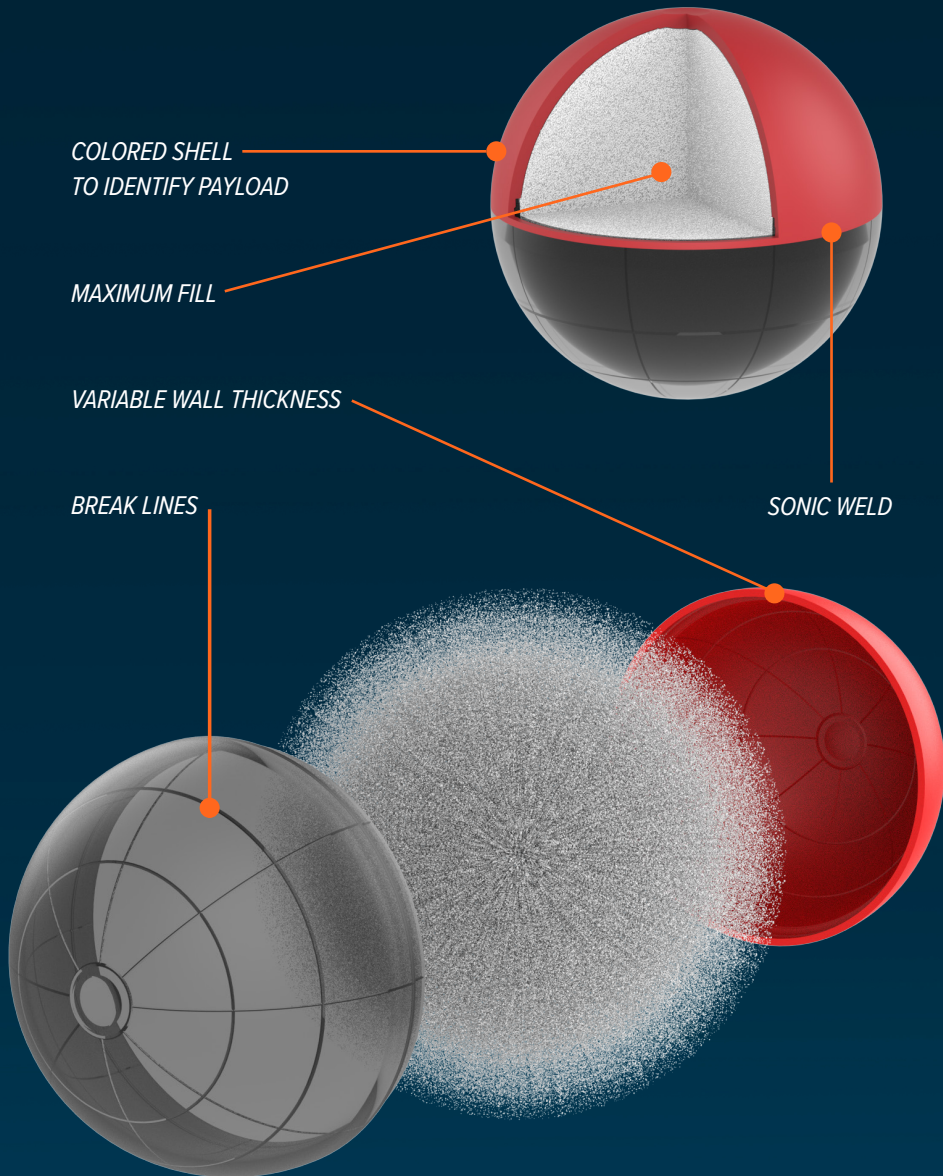 COLORED SHELL
TO IDENTIFY PAYLOAD
MAXIMUM FILL
VARIABLE WALL THICKNESS
BREAK LINES
SONIC WELD